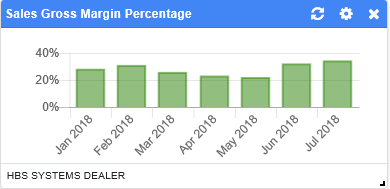 Sales Gross Margin Percentage
40%
20%
0%
Jan 2018
Feb 2018
Mar 2018
Apr 2018
May 2018
Jun 2018
Jul 2018
HBS SYSTEMS DEALER